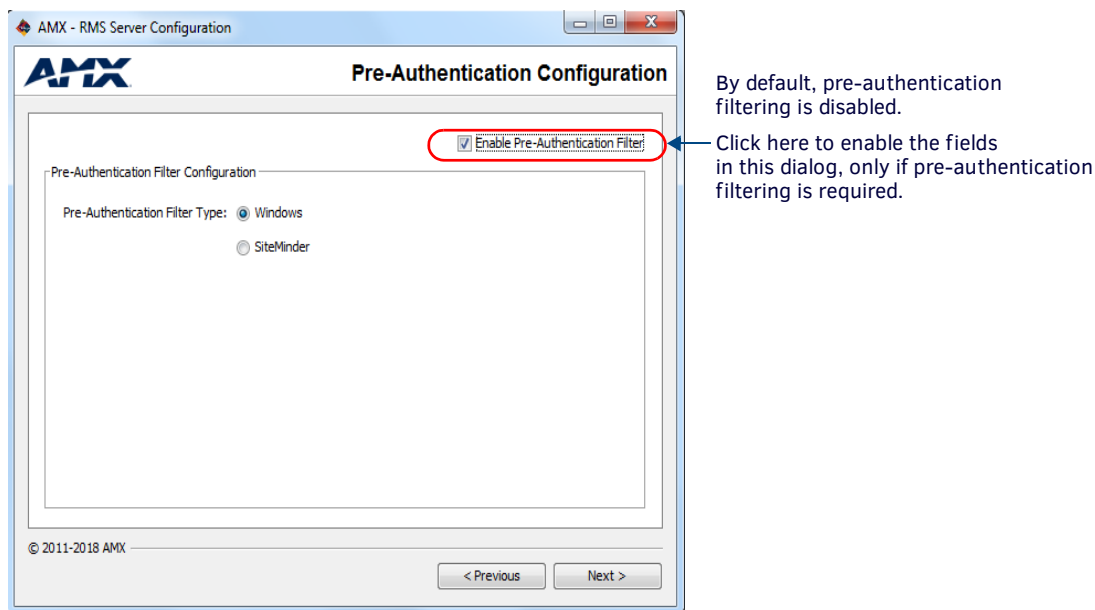 AMX - RMS Server Configuration
AMX
Pre-Authentication Configuration
Enable Pre-Authentication Filter
Pre-Authentication Filter Configuration
Pre-Authentication Filter Type:
Windows
SiteMinder
© 2011-2018 AMX
< Previous
Next >
By default, pre-authentication
filtering is disabled.
Click here to enable the fields
in this dialog, only if pre-authentication
filtering is required.